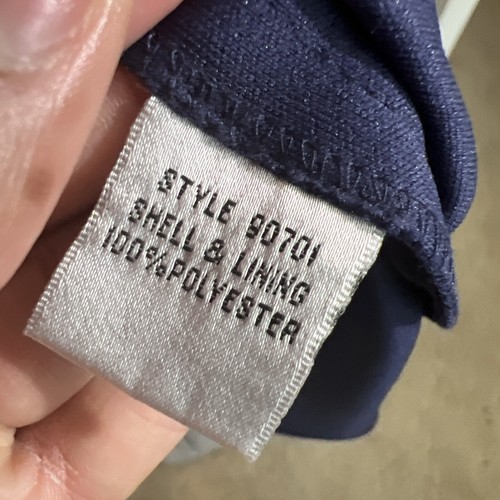 STYLE 90701
SHELL & LINING
100%POLYESTER